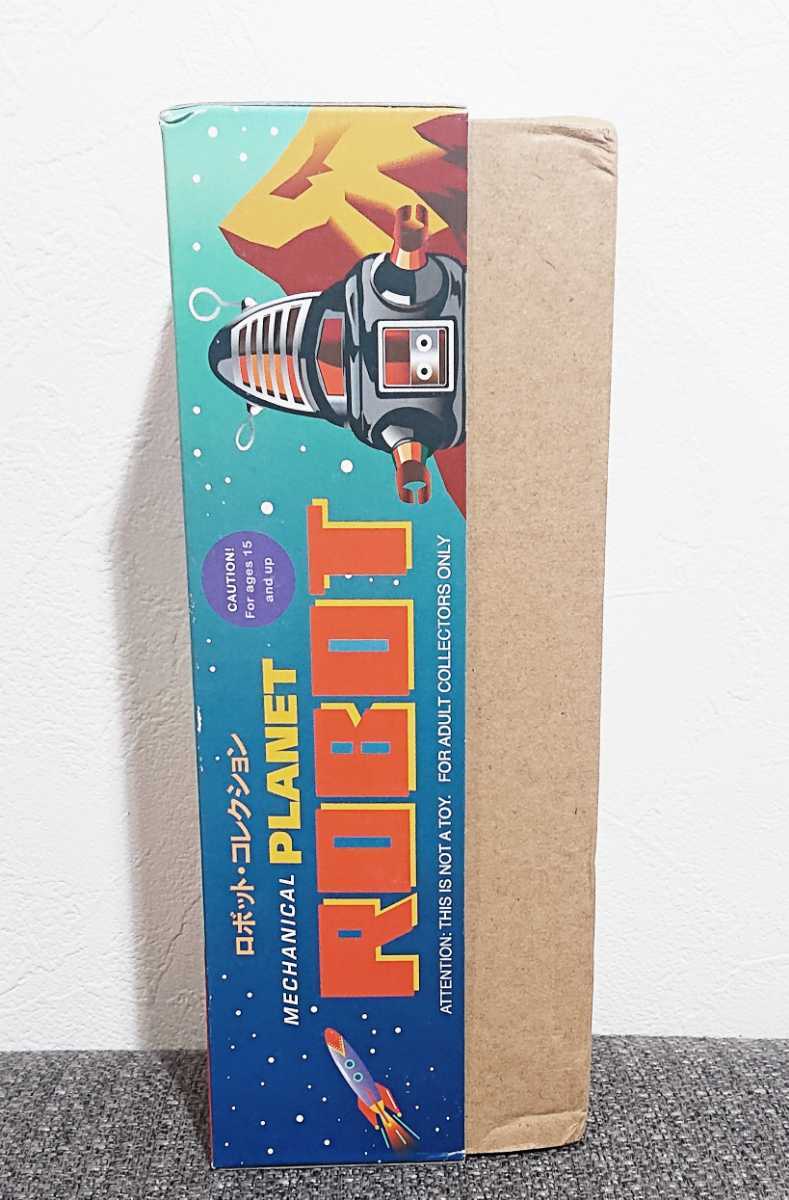 CAUTION!
For ages 15
and up
ロボット・コレクション
MECHANICAL PLANET
ROBOT
ATTENTION: THIS IS NOT A TOY. FOR ADULT COLLECTORS ONLY